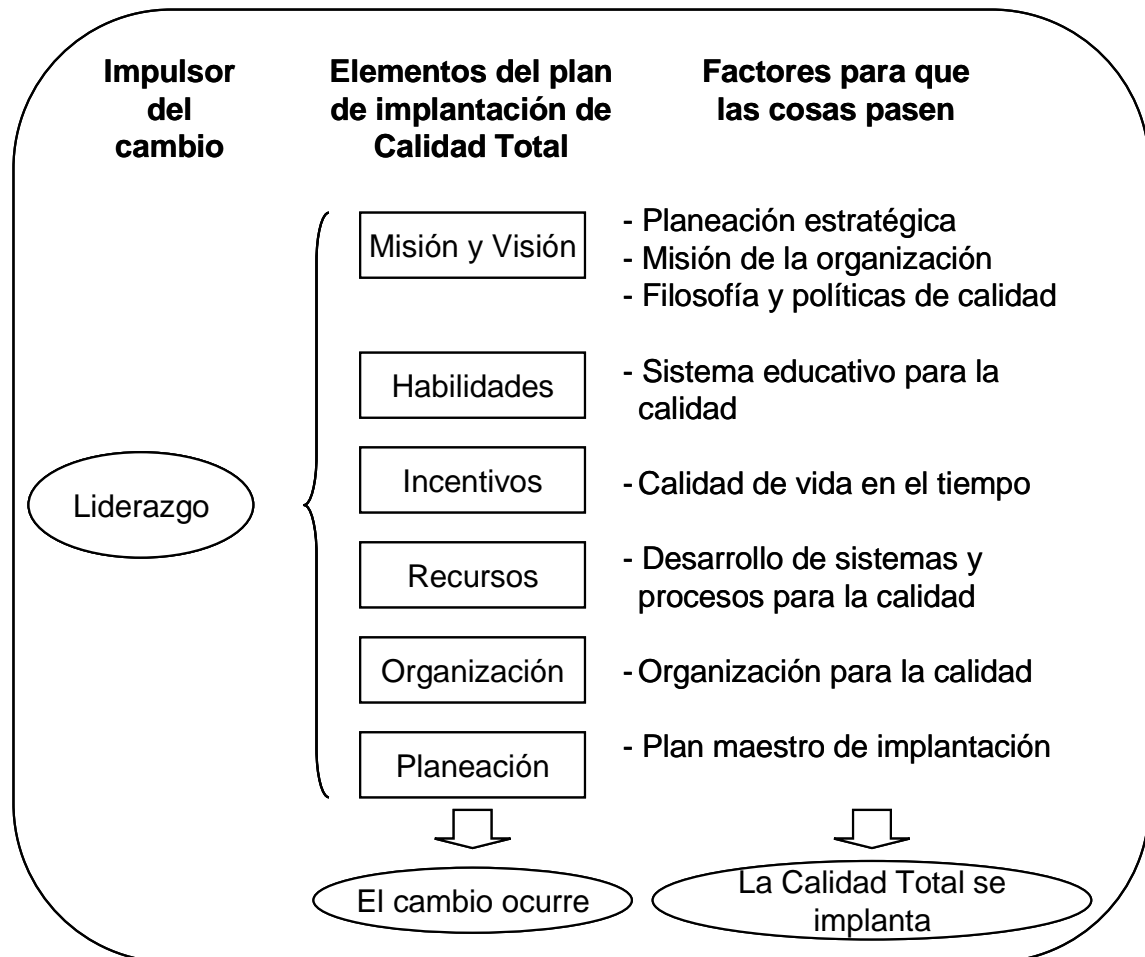 Impulsor
del
cambio
Elementos del plan
de implantación de
Calidad Total
Factores para que
las cosas pasen
Liderazgo
Misión y Visión
- Planeación estratégica
- Misión de la organización
- Filosofía y políticas de calidad
Habilidades
- Sistema educativo para la
calidad
Incentivos
- Calidad de vida en el tiempo
Recursos
- Desarrollo de sistemas y
procesos para la calidad
Organización
- Organización para la calidad
Planeación
- Plan maestro de implantación
El cambio ocurre
La Calidad Total se
implanta